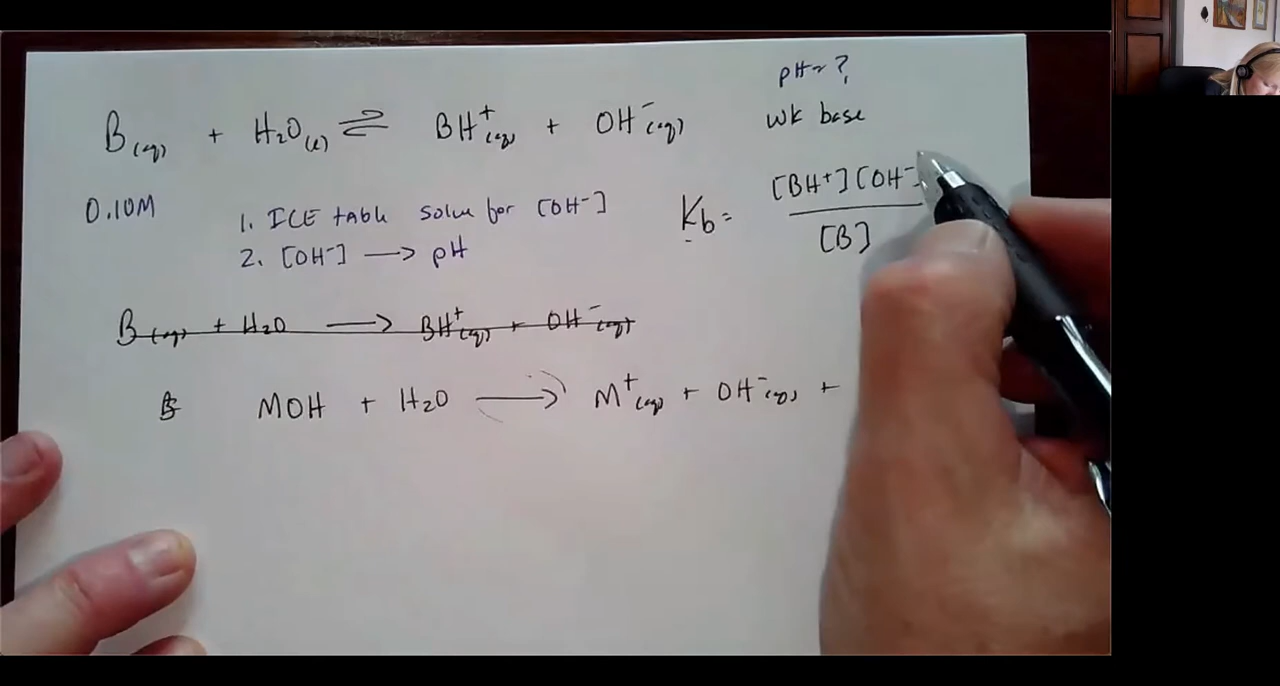 pH = ?
B(aq) + H₂O(l) ⇌ BH⁺(aq) + OH⁻(aq)
wk base
0.10M
1. ICE table solve for [OH⁻]
2. [OH⁻] → pH
Kb = [BH⁺][OH⁻
[B]
B(aq) + H₂O → BH⁺(aq) + OH⁻(aq)
B MOH + H₂O → M⁺(aq) + OH⁻(aq) +